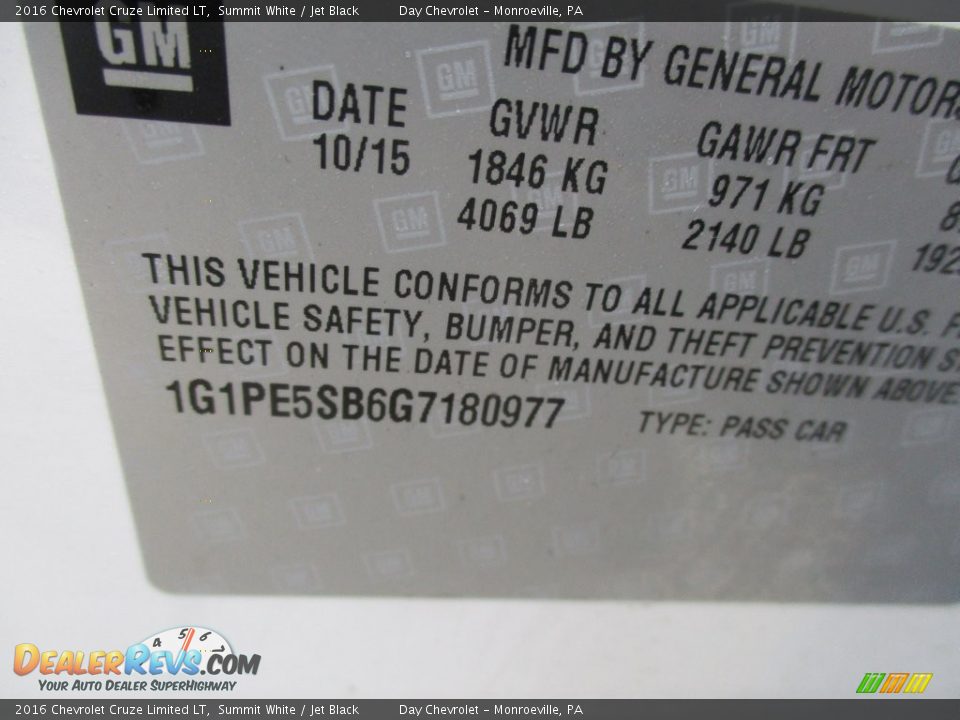 2016 Chevrolet Cruze Limited LT, Summit White / Jet Black Day Chevrolet - Monroeville, PA
GM
MFD BY GENERAL MOTORS
DATE GVWR GAWR FRT
10/15 1846 KG 971 KG
4069 LB 2140 LB
THIS VEHICLE CONFORMS TO ALL APPLICABLE U.S.
VEHICLE SAFETY, BUMPER, AND THEFT PREVENTION
EFFECT ON THE DATE OF MANUFACTURE SHOWN ABOVE
1G1PE5SB6G7180977 TYPE: PASS CAR
4 5 6
DEALERREVS.COM
YOUR AUTO DEALER SUPERHIGHWAY
2016 Chevrolet Cruze Limited LT, Summit White / Jet Black Day Chevrolet - Monroeville, PA